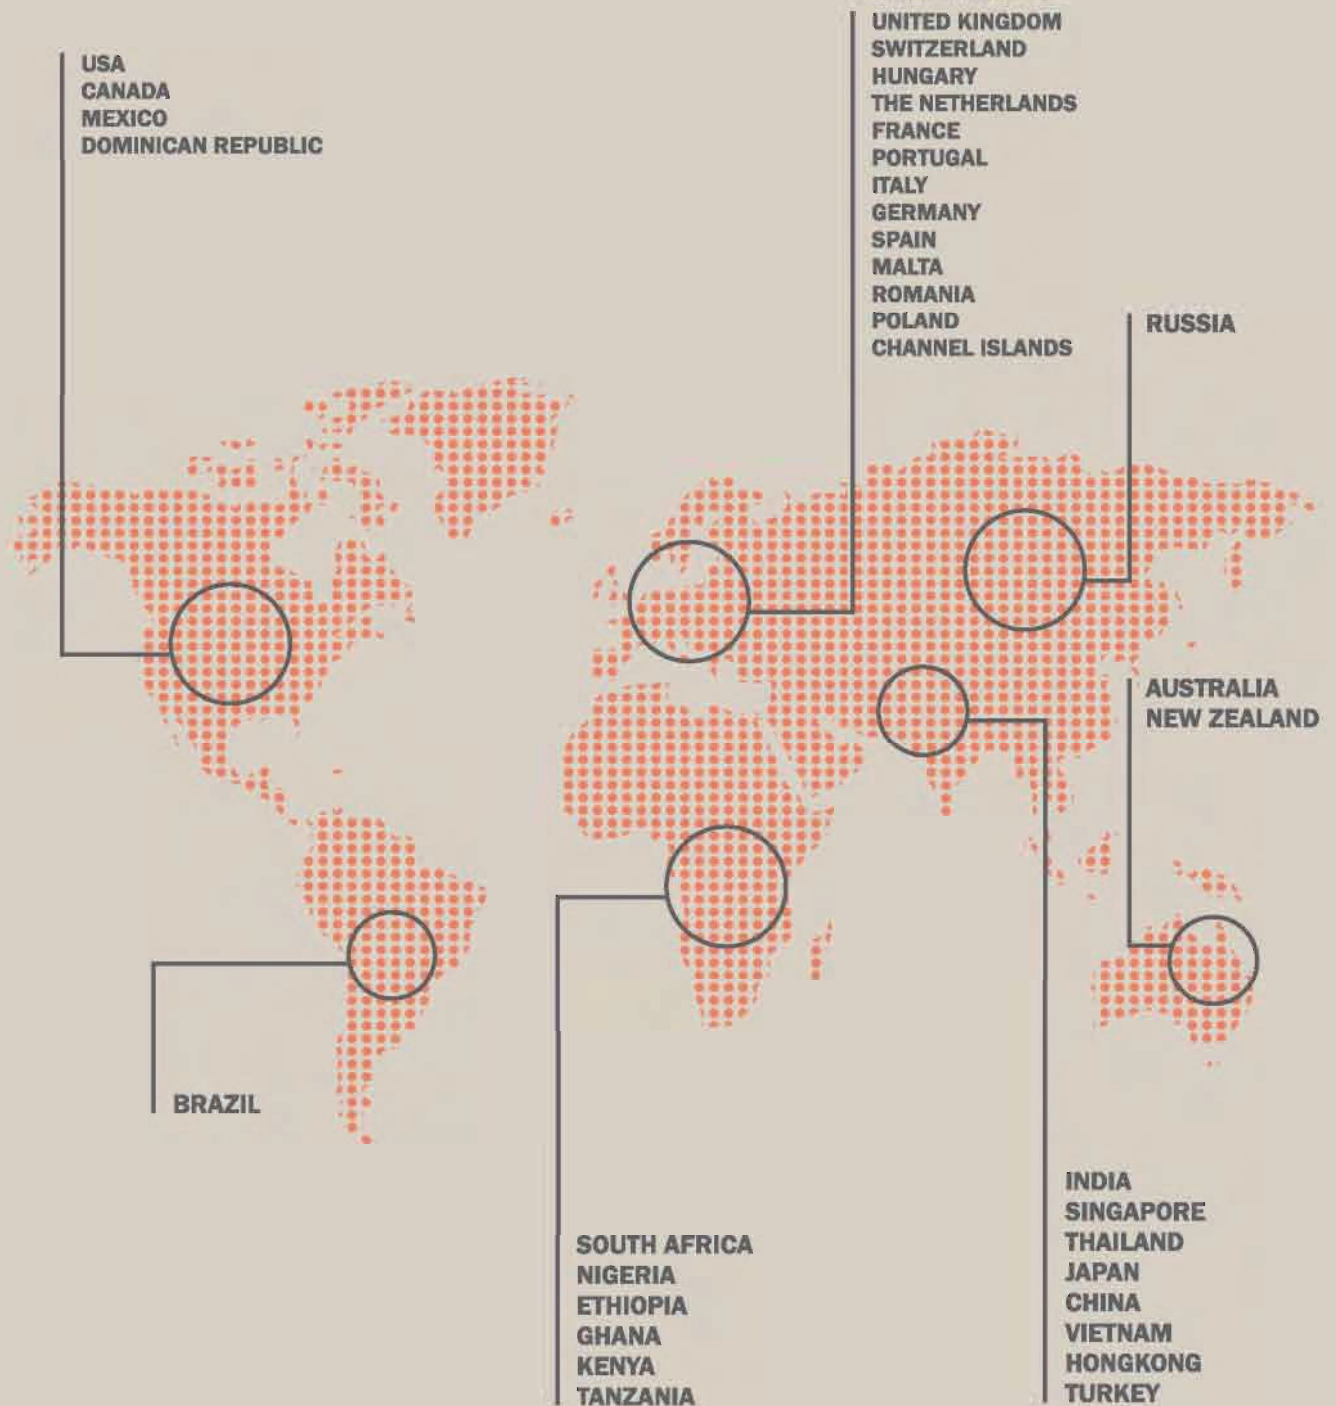 USA
CANADA
MEXICO
DOMINICAN REPUBLIC
UNITED KINGDOM
SWITZERLAND
HUNGARY
THE NETHERLANDS
FRANCE
PORTUGAL
ITALY
GERMANY
SPAIN
MALTA
ROMANIA
POLAND
CHANNEL ISLANDS
RUSSIA
AUSTRALIA
NEW ZEALAND
BRAZIL
SOUTH AFRICA
NIGERIA
ETHIOPIA
GHANA
KENYA
TANZANIA
INDIA
SINGAPORE
THAILAND
JAPAN
CHINA
VIETNAM
HONGKONG
TURKEY